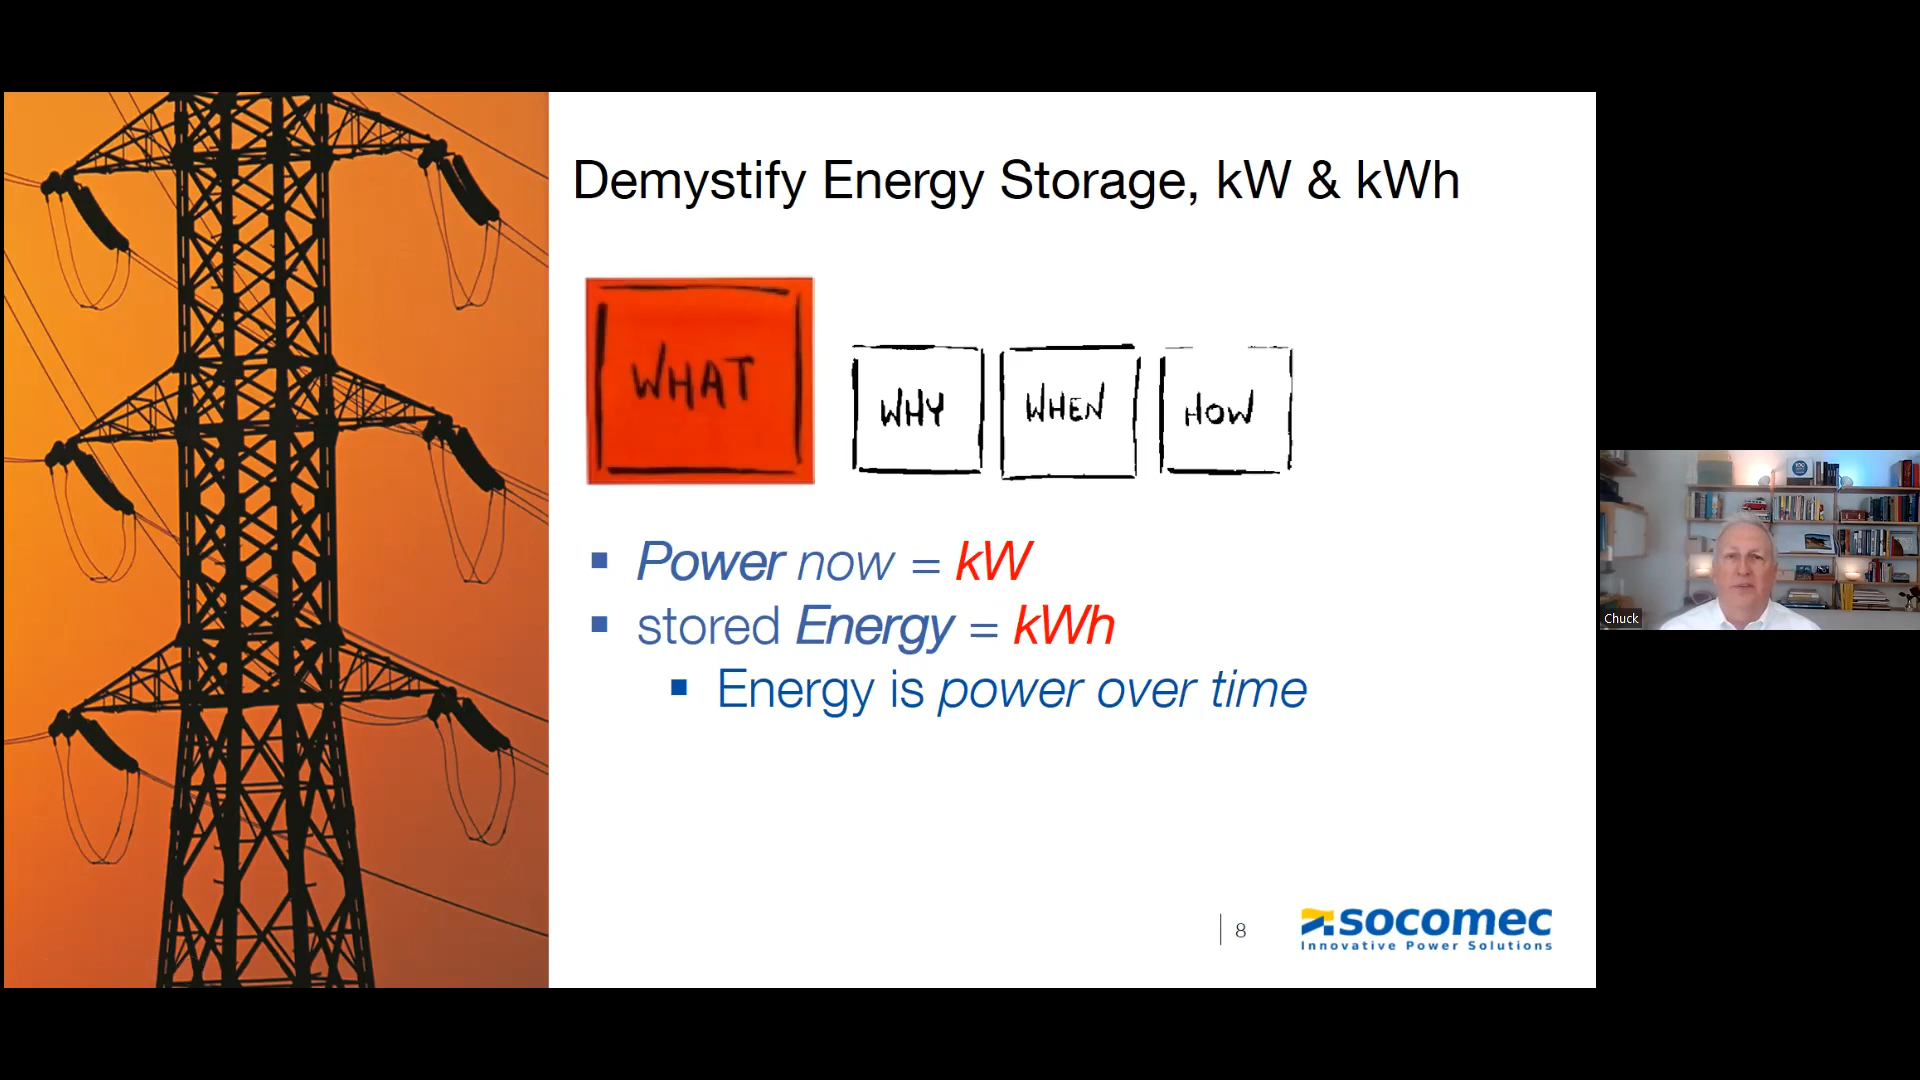 Demystify Energy Storage, kW & kWh
WHAT
WHY
WHEN
HOW
▪ Power now = kW
▪ stored Energy = kWh
▪ Energy is power over time
8
socomec
Innovative Power Solutions
Chuck